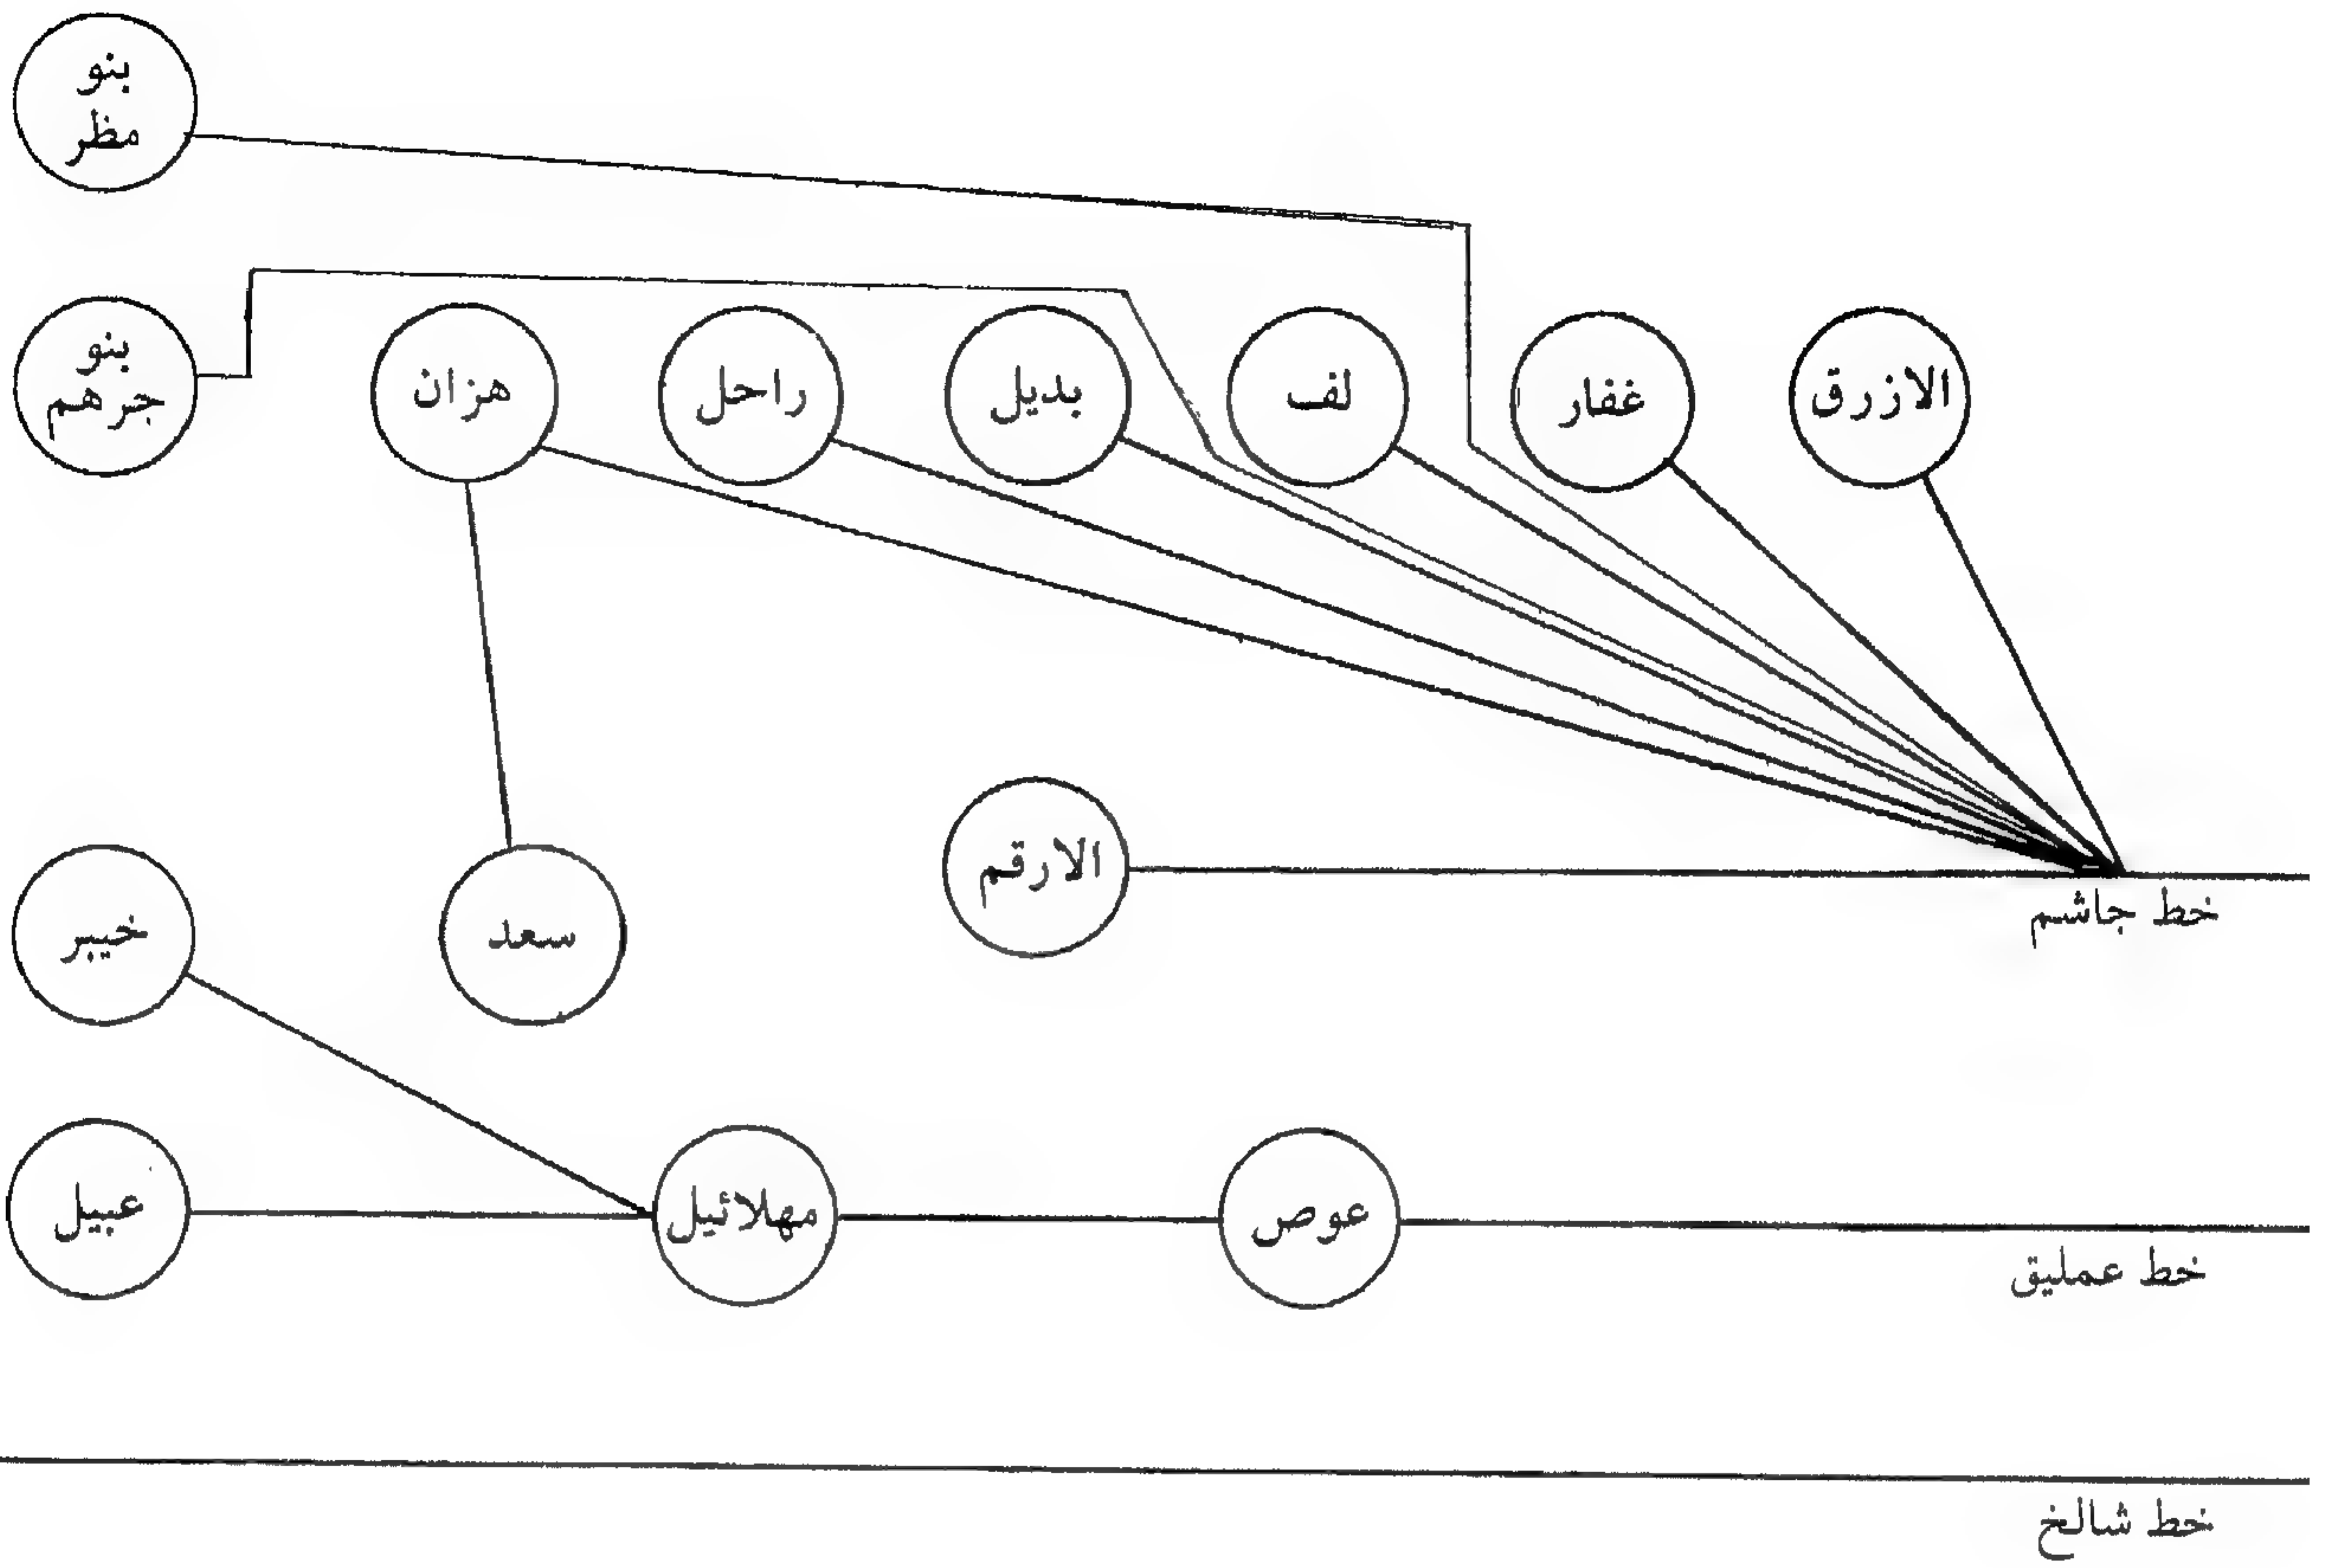 بنو
مظر
الازرق
غفار
لف
بديل
راحل
هزان
بنو
جرهم
الارقم
خط جاشم
سعد
خيبر
عوص
مهلائيل
عبيل
خط عمليق
خط شالخ